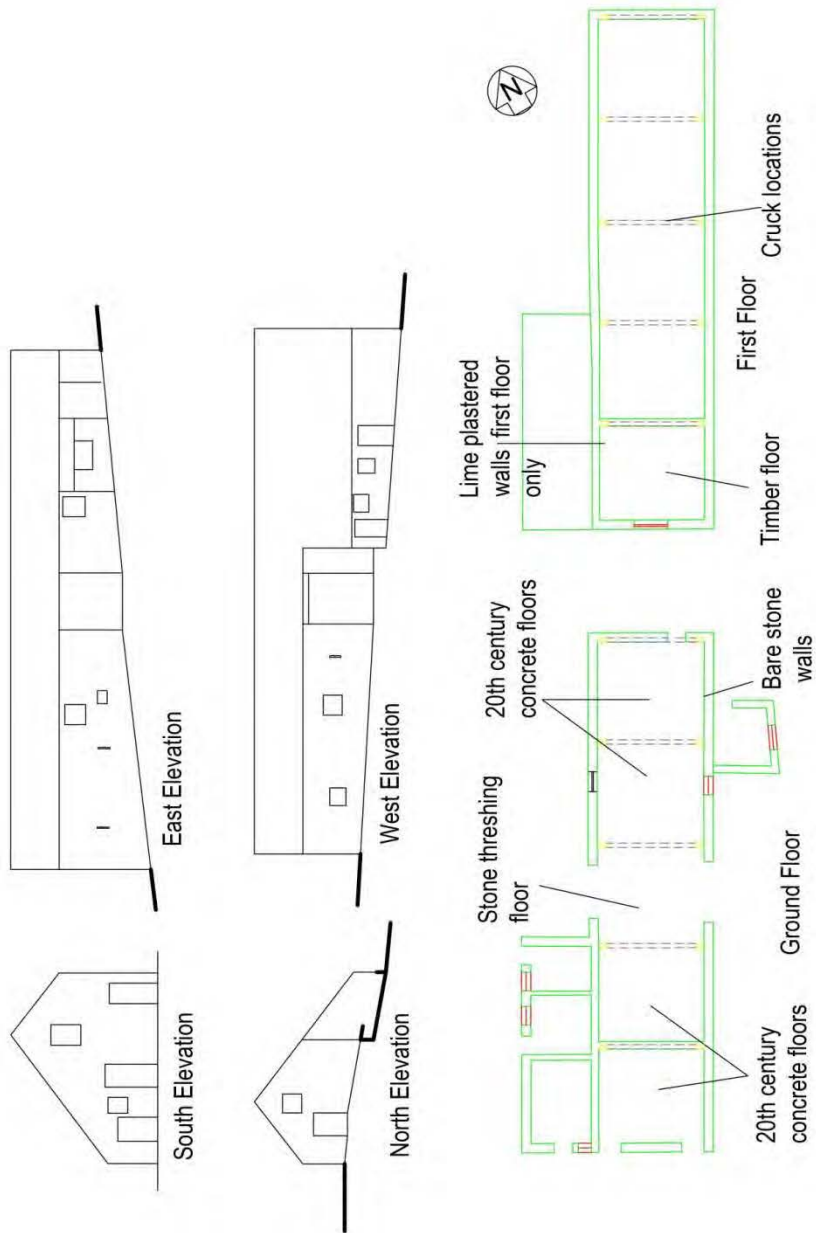 South Elevation
East Elevation
North Elevation
West Elevation
N
Stone threshing
floor
20th century
concrete floors
20th century
concrete floors
Ground Floor
Bare stone
walls
Lime plastered
walls first floor
only
Timber floor
First Floor
Cruck locations